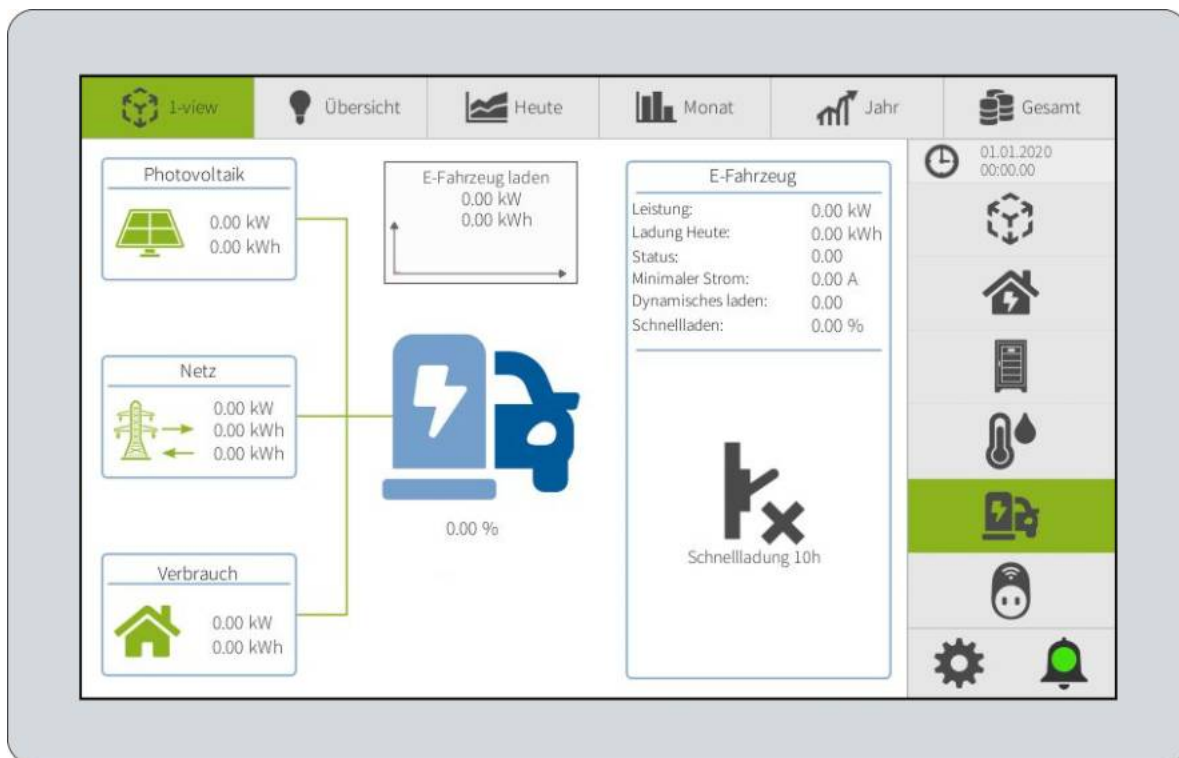 1-view
Übersicht
Heute
Monat
Jahr
Gesamt
01.01.2020
00:00.00
Photovoltaik
0.00 kW
0.00 kWh
Netz
0.00 kW
0.00 kWh
0.00 kWh
Verbrauch
0.00 kW
0.00 kWh
E-Fahrzeug laden
0.00 kW
0.00 kWh
0.00 %
E-Fahrzeug
Leistung: 0.00 kW
Ladung Heute: 0.00 kWh
Status: 0.00
Minimaler Strom: 0.00 A
Dynamisches laden: 0.00
Schnellladen: 0.00 %
Schnellladung 10h